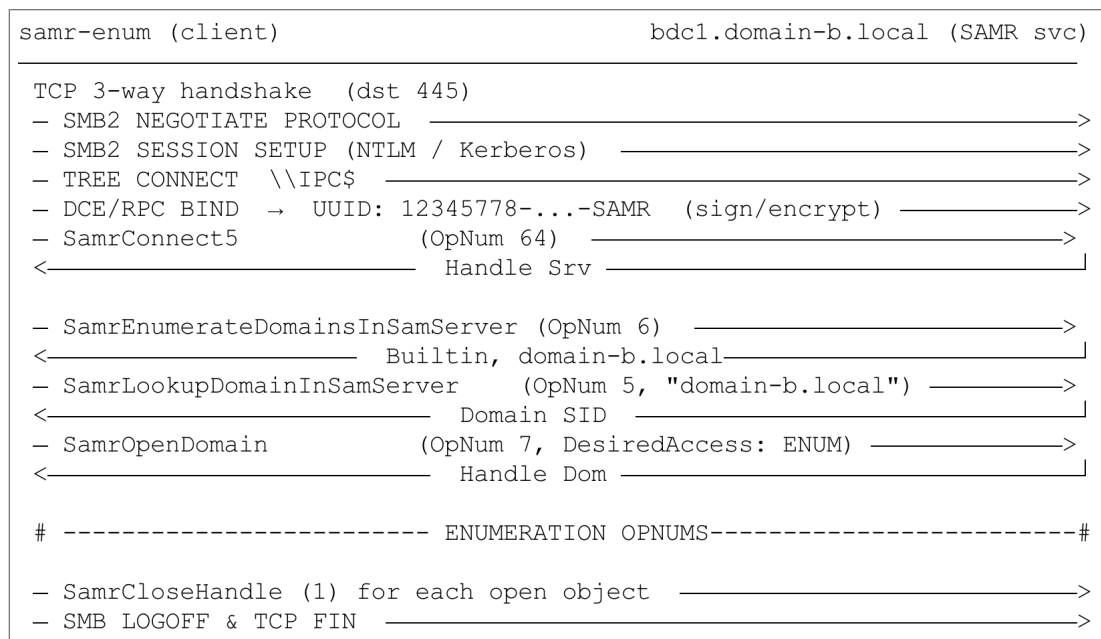 samr-enum (client) bdc1.domain-b.local (SAMR svc)
TCP 3-way handshake (dst 445)
— SMB2 NEGOTIATE PROTOCOL ———>
— SMB2 SESSION SETUP (NTLM / Kerberos) ———>
— TREE CONNECT \\IPC$ ———>
— DCE/RPC BIND → UUID: 12345778-...-SAMR (sign/encrypt) ———>
— SamrConnect5 (OpNum 64) ———>
<——— Handle Srv ———┘
— SamrEnumerateDomainsInSamServer (OpNum 6) ———>
<——— Builtin, domain-b.local———┘
— SamrLookupDomainInSamServer (OpNum 5, "domain-b.local") ———>
<——— Domain SID ———┘
— SamrOpenDomain (OpNum 7, DesiredAccess: ENUM) ———>
<——— Handle Dom ———┘
# ------------------------- ENUMERATION OPNUMS-------------------------#
— SamrCloseHandle (1) for each open object ———>
— SMB LOGOFF & TCP FIN ———>